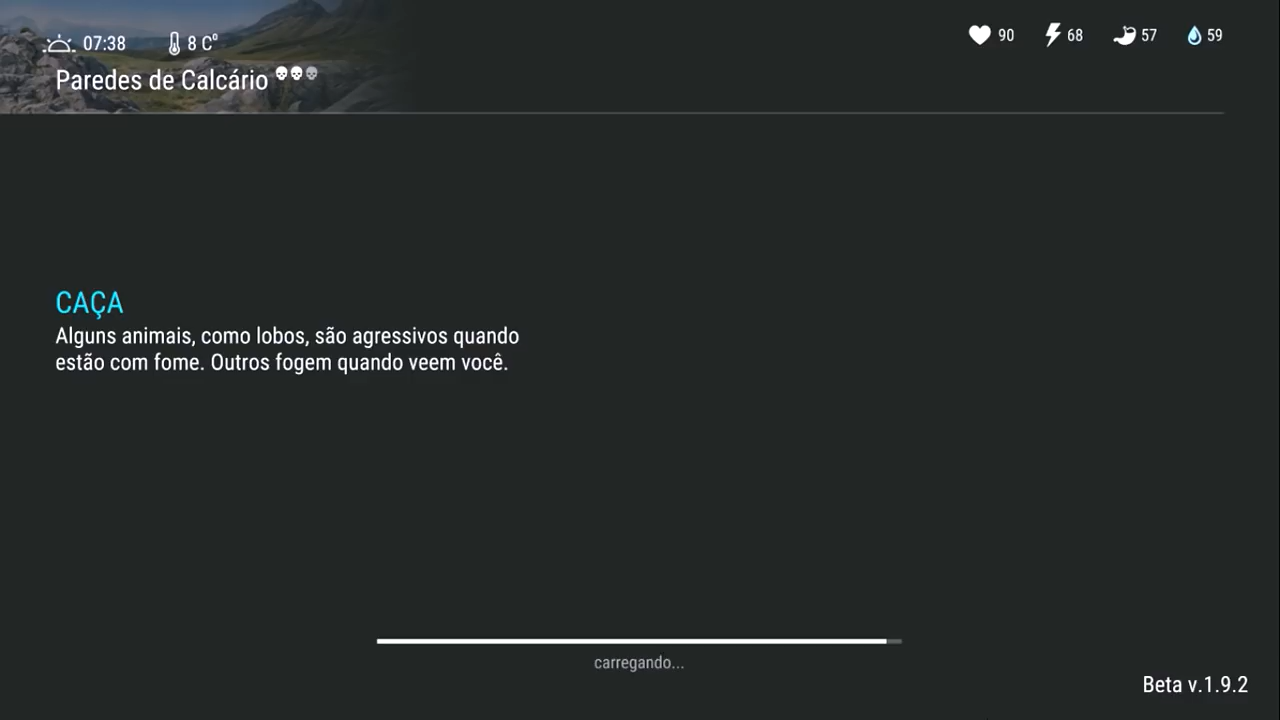 07:38 8 Cº
90 68 57 59
Paredes de Calcário
CAÇA
Alguns animais, como lobos, são agressivos quando
estão com fome. Outros fogem quando veem você.
carregando...
Beta v.1.9.2